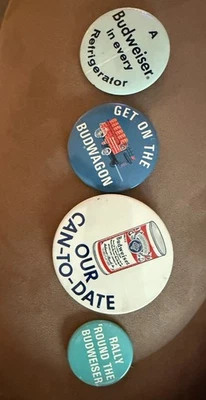 A
Budweiser
in every
Refrigerator
GET ON THE
BUDWAGON
Budweiser
OUR
CAN-TO-DATE
RALLY
'ROUND THE
BUDWEISER